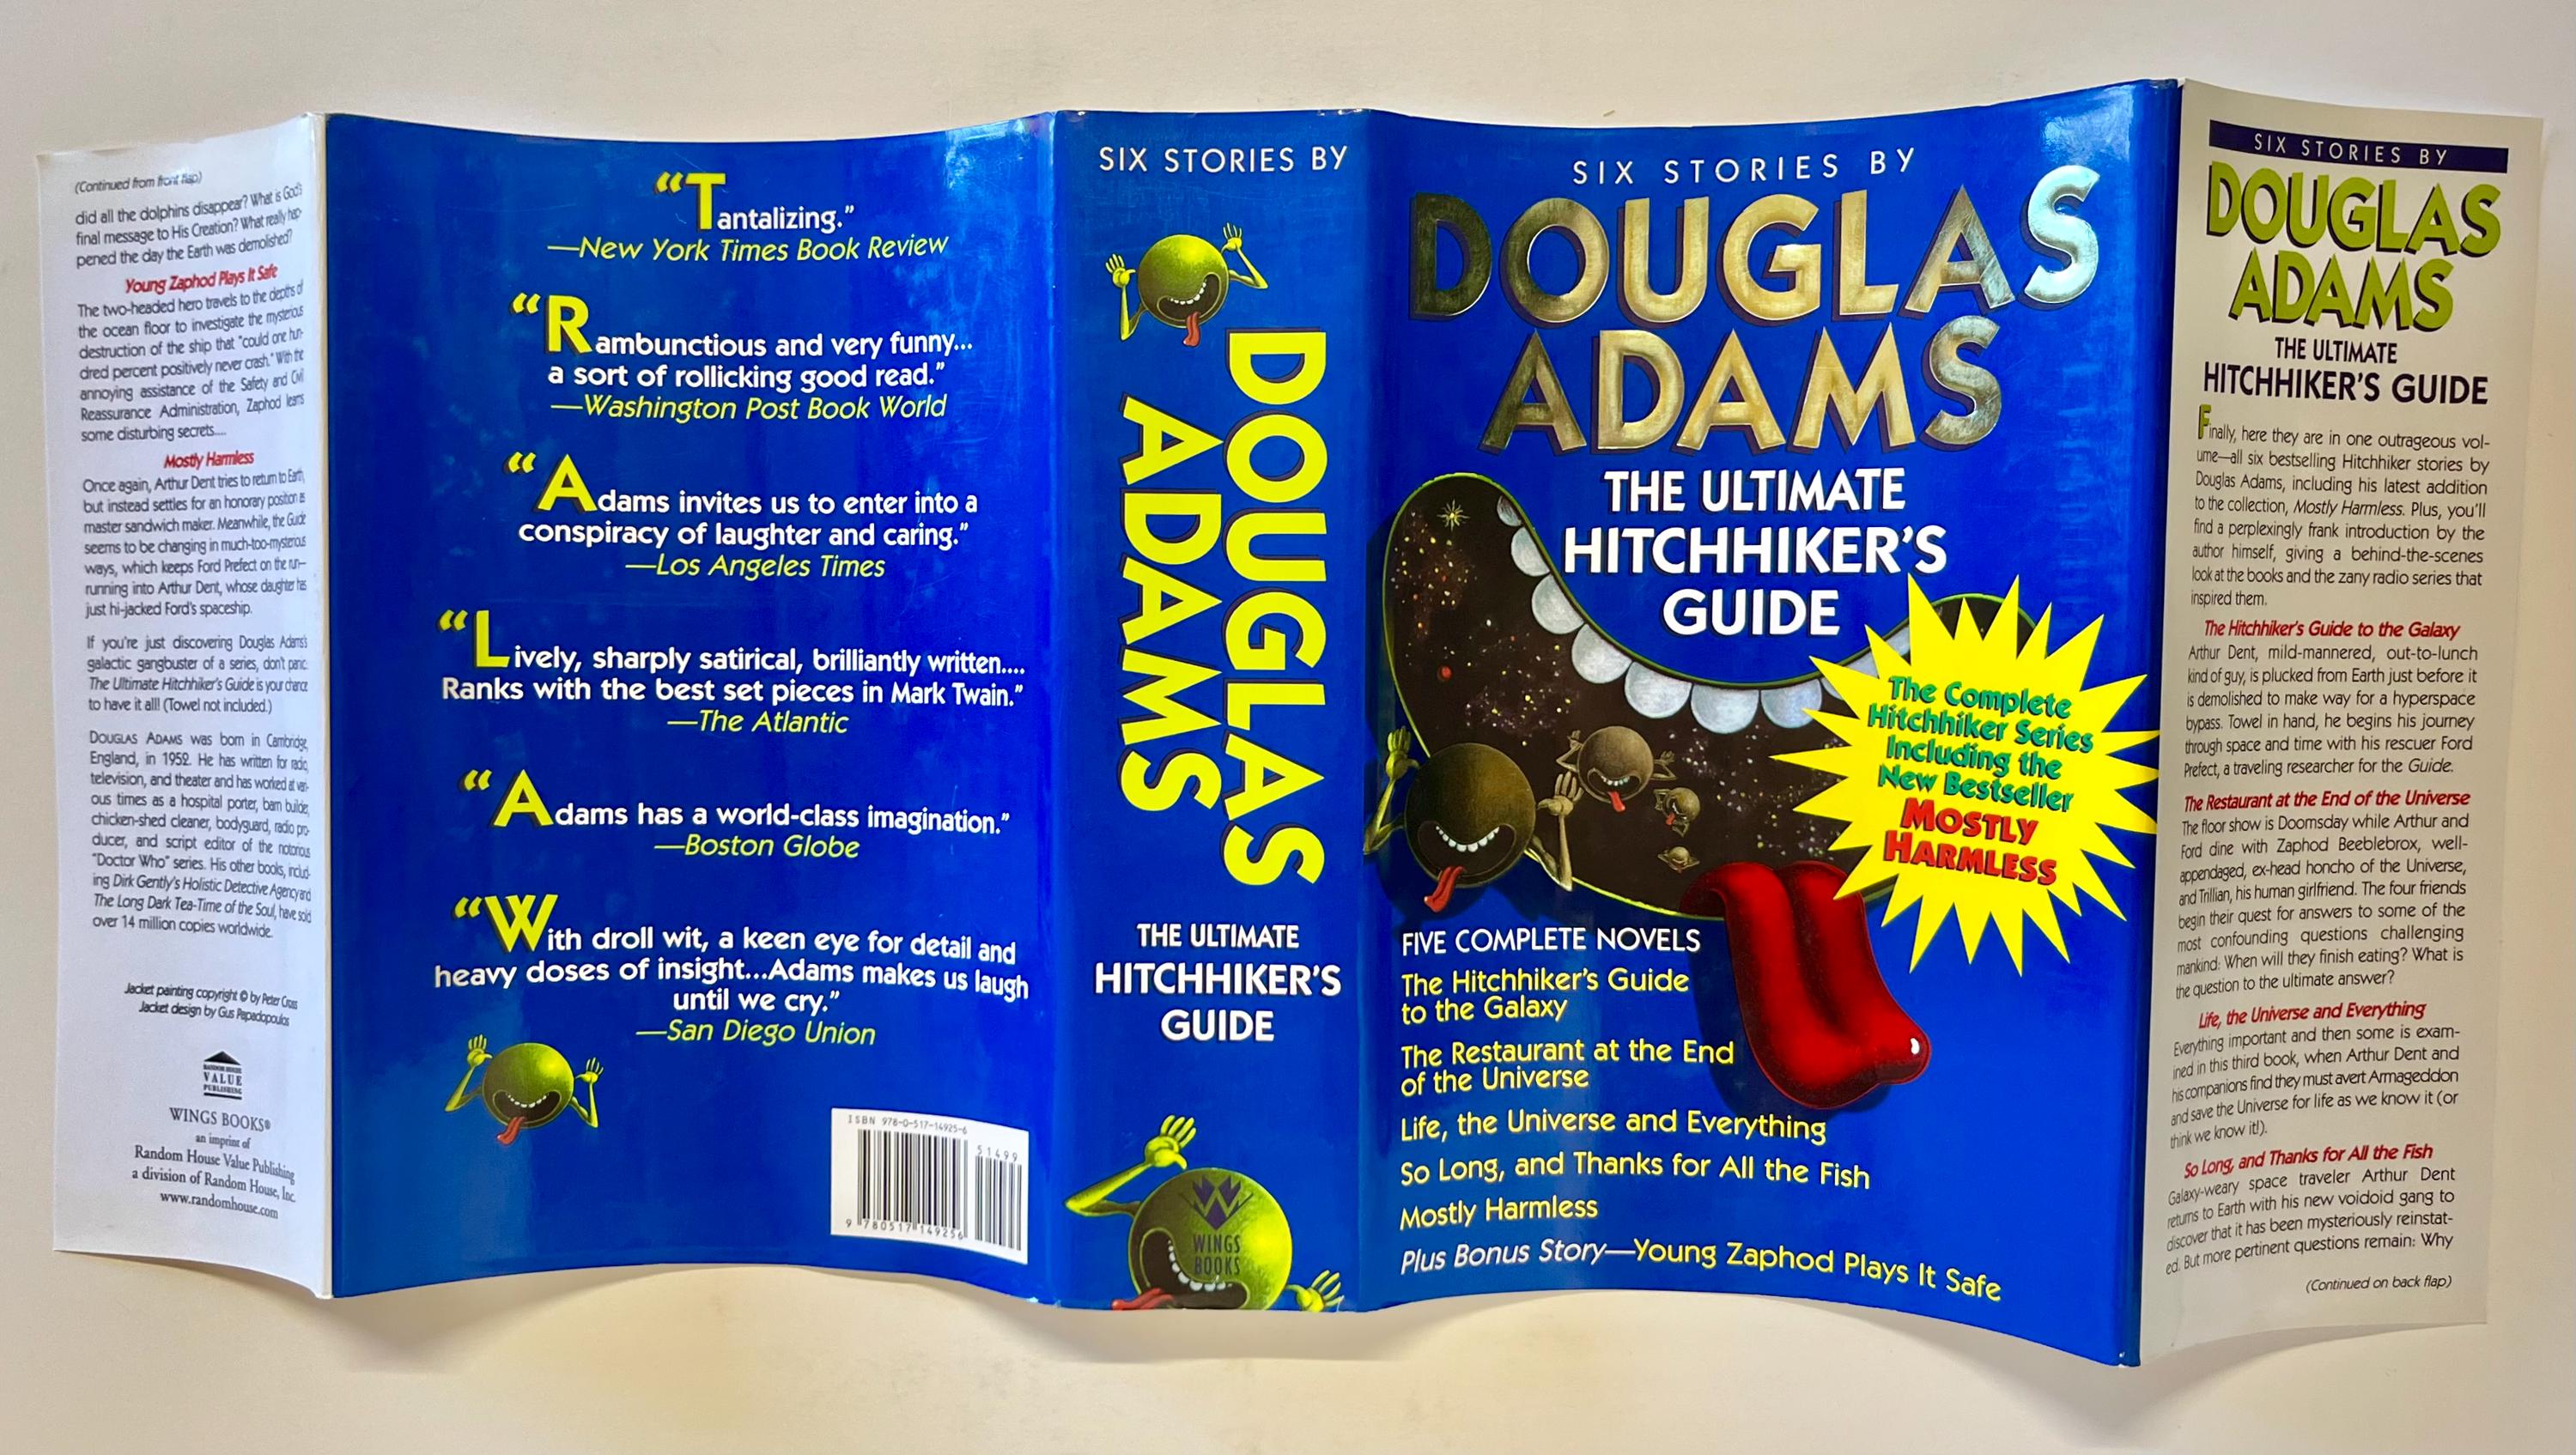 (Continued from front flap)
did all the dolphins disappear? What is God's
final message to His Creation? What really hap-
pened the day the Earth was demolished?
Young Zaphod Plays It Safe
The two-headed hero travels to the depths of
the ocean floor to investigate the mysterious
destruction of the ship that "could one hun-
dred percent positively never crash." With the
annoying assistance of the Safety and Civil
Reassurance Administration, Zaphod learns
some disturbing secrets....
Mostly Harmless
Once again, Arthur Dent tries to return to Earth,
but instead settles for an honorary position as
master sandwich maker. Meanwhile, the Guide
seems to be changing in much-too-mysterious
ways, which keeps Ford Prefect on the run—
running into Arthur Dent, whose daughter has
just hi-jacked Ford's spaceship.
If you're just discovering Douglas Adams's
galactic gangbuster of a series, don't panic.
The Ultimate Hitchhiker's Guide is your chance
to have it all! (Towel not included.)
DOUGLAS ADAMS was born in Cambridge,
England, in 1952. He has written for radio,
television, and theater and has worked at var-
ous times as a hospital porter, barn builder,
chicken-shed cleaner, bodyguard, radio pro-
ducer, and script editor of the notorious
"Doctor Who" series. His other books, includ-
ing Dirk Gently's Holistic Detective Agency and
The Long Dark Tea-Time of the Soul, have sold
over 14 million copies worldwide.
Jacket painting copyright © by Peter Cross
Jacket design by Gus Papadopoulos
RANDOM HOUSE
VALUE
PUBLISHING
WINGS BOOKS®
an imprint of
Random House Value Publishing
a division of Random House, Inc.
www.randomhouse.com
"Tantalizing."
—New York Times Book Review
"Rambunctious and very funny...
a sort of rollicking good read."
—Washington Post Book World
"Adams invites us to enter into a
conspiracy of laughter and caring."
—Los Angeles Times
"Lively, sharply satirical, brilliantly written....
Ranks with the best set pieces in Mark Twain."
—The Atlantic
"Adams has a world-class imagination."
—Boston Globe
"With droll wit, a keen eye for detail and
heavy doses of insight...Adams makes us laugh
until we cry."
—San Diego Union
ISBN 978-0-517-14925-6
51499
9 780517 149256
SIX STORIES BY
DOUGLAS
ADAMS
THE ULTIMATE
HITCHHIKER'S
GUIDE
W
WINGS
BOOKS
SIX STORIES BY
DOUGLAS
ADAMS
THE ULTIMATE
HITCHHIKER'S
GUIDE
The Complete
Hitchhiker Series
Including the
New Bestseller
MOSTLY
HARMLESS
FIVE COMPLETE NOVELS
The Hitchhiker's Guide
to the Galaxy
The Restaurant at the End
of the Universe
Life, the Universe and Everything
So Long, and Thanks for All the Fish
Mostly Harmless
Plus Bonus Story—Young Zaphod Plays It Safe
SIX STORIES BY
DOUGLAS
ADAMS
THE ULTIMATE
HITCHHIKER'S GUIDE
Finally, here they are in one outrageous vol-
ume—all six bestselling Hitchhiker stories by
Douglas Adams, including his latest addition
to the collection, Mostly Harmless. Plus, you'll
find a perplexingly frank introduction by the
author himself, giving a behind-the-scenes
look at the books and the zany radio series that
inspired them.
The Hitchhiker's Guide to the Galaxy
Arthur Dent, mild-mannered, out-to-lunch
kind of guy, is plucked from Earth just before it
is demolished to make way for a hyperspace
bypass. Towel in hand, he begins his journey
through space and time with his rescuer Ford
Prefect, a traveling researcher for the Guide.
The Restaurant at the End of the Universe
The floor show is Doomsday while Arthur and
Ford dine with Zaphod Beeblebrox, well-
appendaged, ex-head honcho of the Universe,
and Trillian, his human girlfriend. The four friends
begin their quest for answers to some of the
most confounding questions challenging
mankind: When will they finish eating? What is
the question to the ultimate answer?
Life, the Universe and Everything
Everything important and then some is exam-
ined in this third book, when Arthur Dent and
his companions find they must avert Armageddon
and save the Universe for life as we know it (or
think we know it!).
So Long, and Thanks for All the Fish
Galaxy-weary space traveler Arthur Dent
returns to Earth with his new voidoid gang to
discover that it has been mysteriously reinstat-
ed. But more pertinent questions remain: Why
(Continued on back flap)